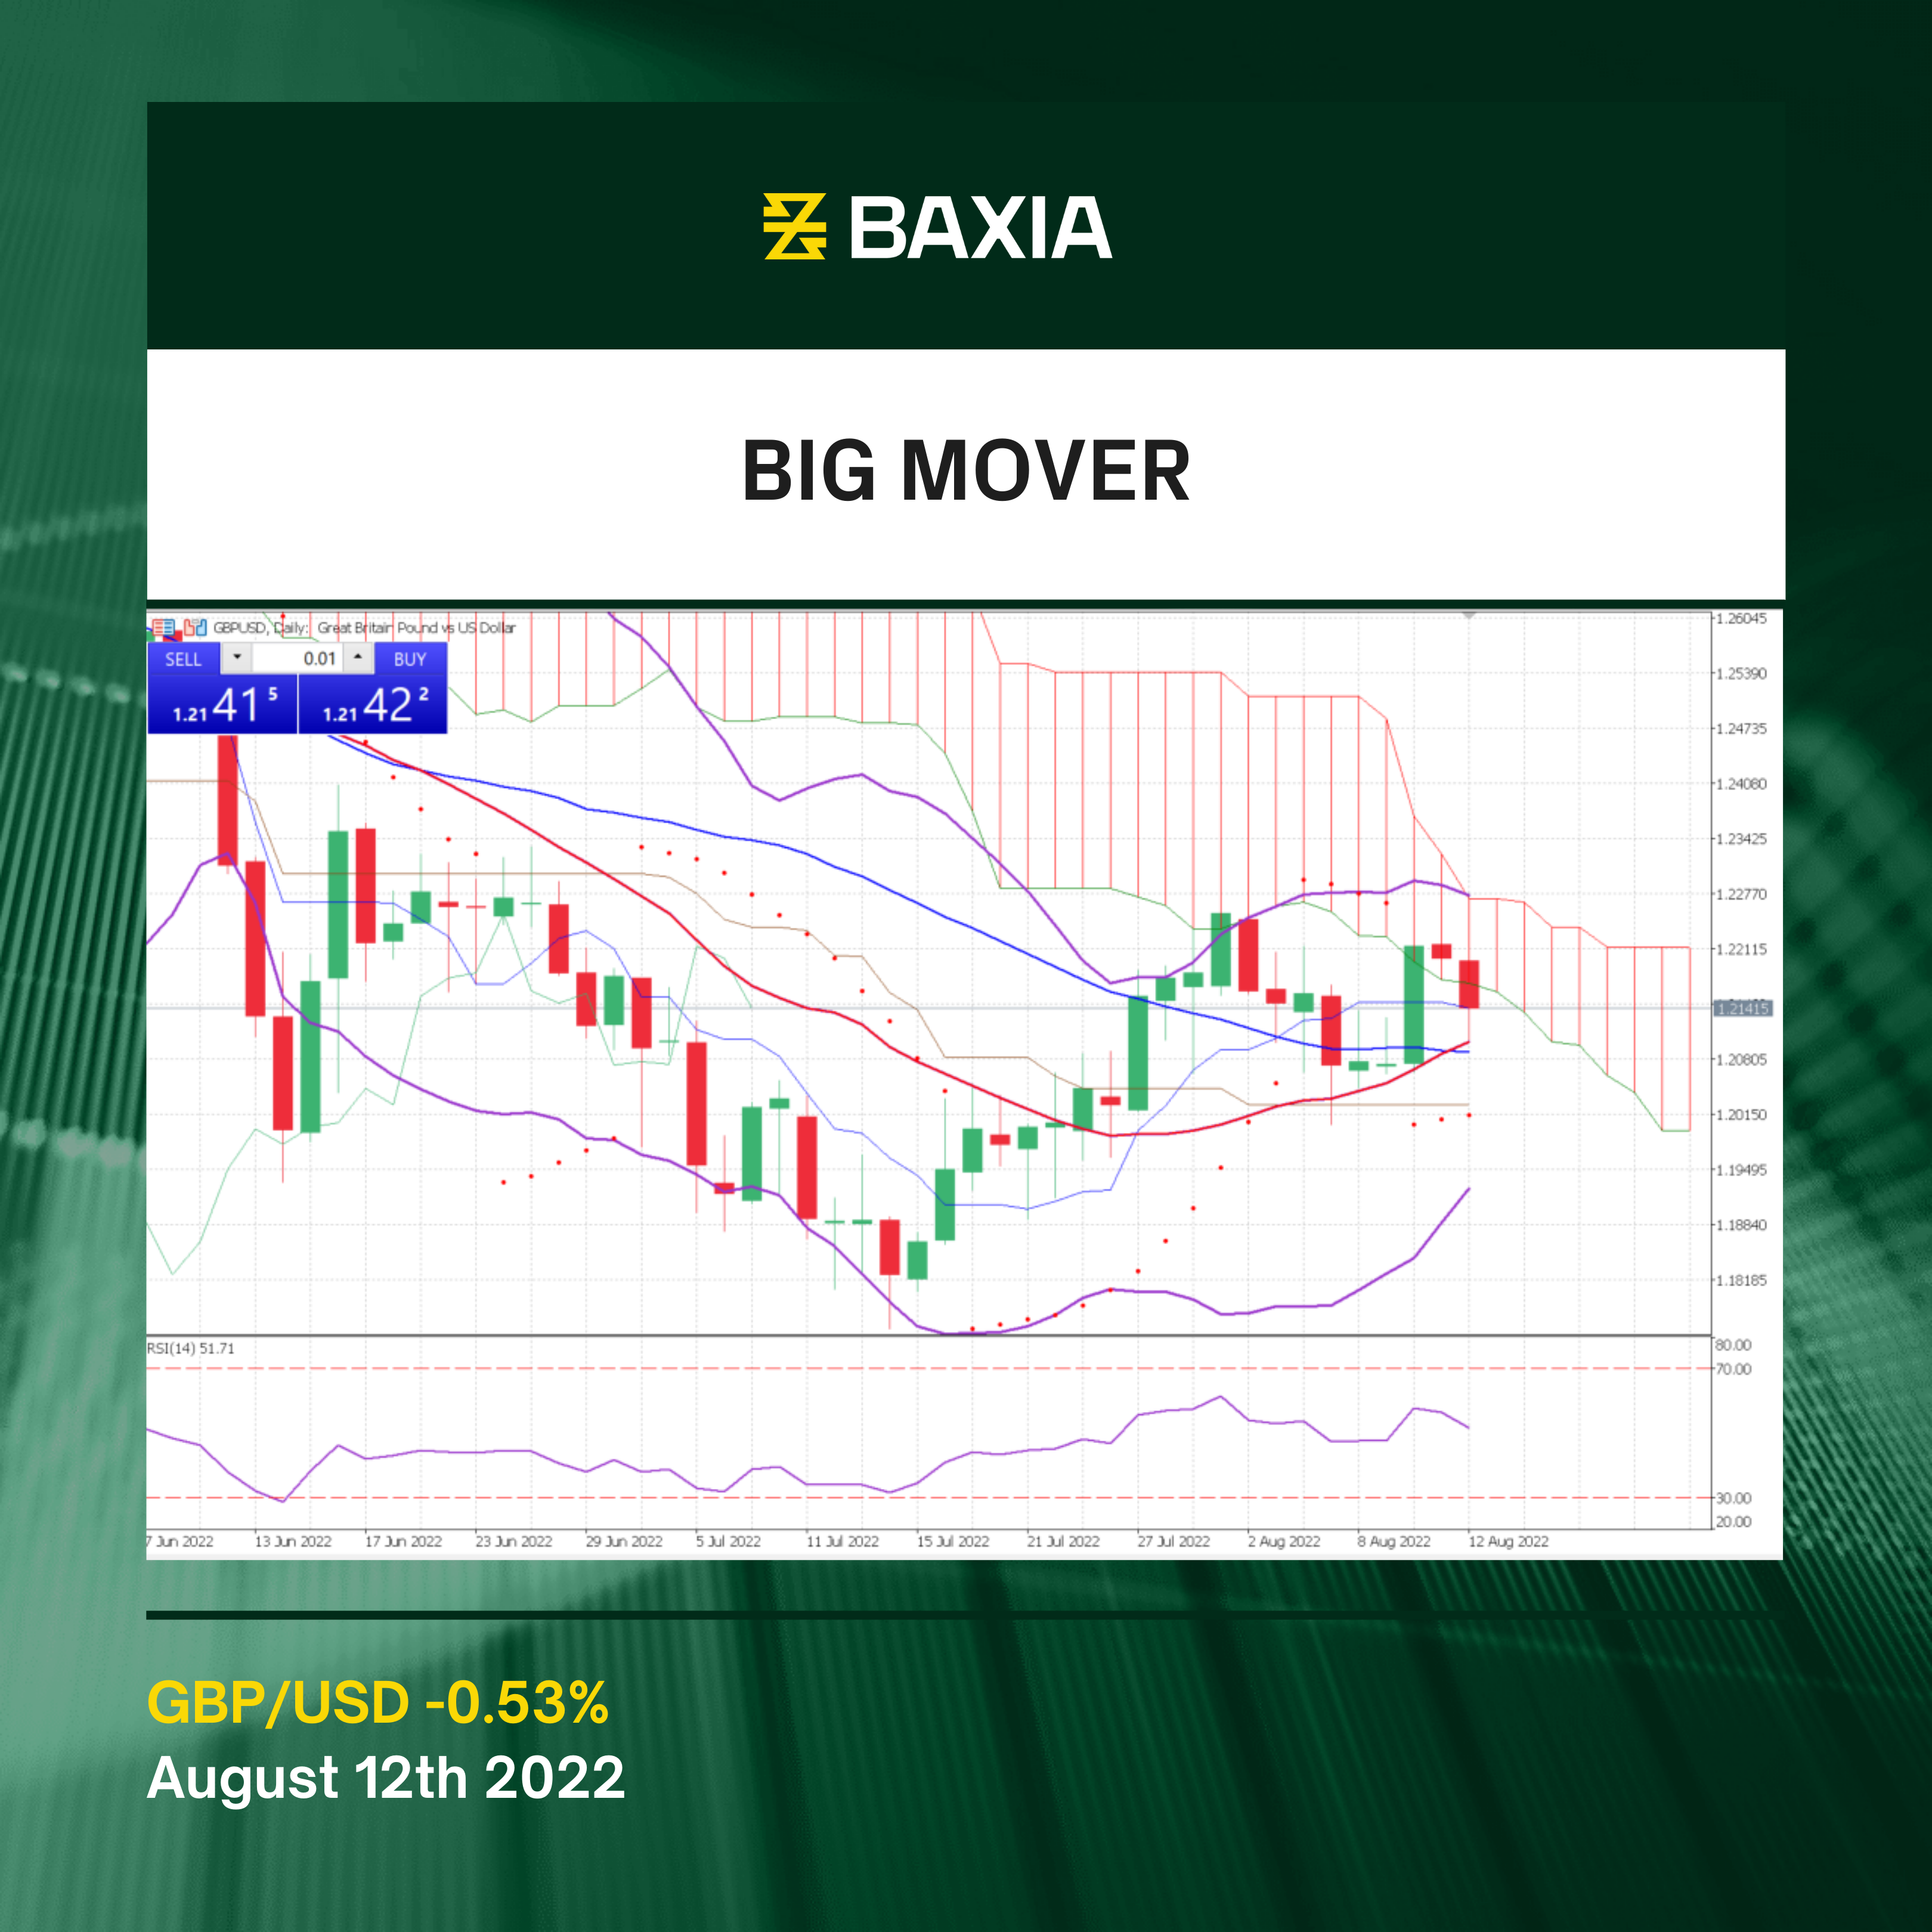 BAXIA
BIG MOVER
GBPUSD, Daily: Great Britain Pound vs US Dollar
SELL 0.01 BUY
1.21 41 5 1.21 42 2
1.26045
1.25390
1.24735
1.24080
1.23425
1.22770
1.22115
1.21415
1.20805
1.20150
1.19495
1.18840
1.18185
RSI(14) 51.71
80.00
70.00
30.00
20.00
7 Jun 2022 13 Jun 2022 17 Jun 2022 23 Jun 2022 29 Jun 2022 5 Jul 2022 11 Jul 2022 15 Jul 2022 21 Jul 2022 27 Jul 2022 2 Aug 2022 8 Aug 2022 12 Aug 2022
GBP/USD -0.53%
August 12th 2022